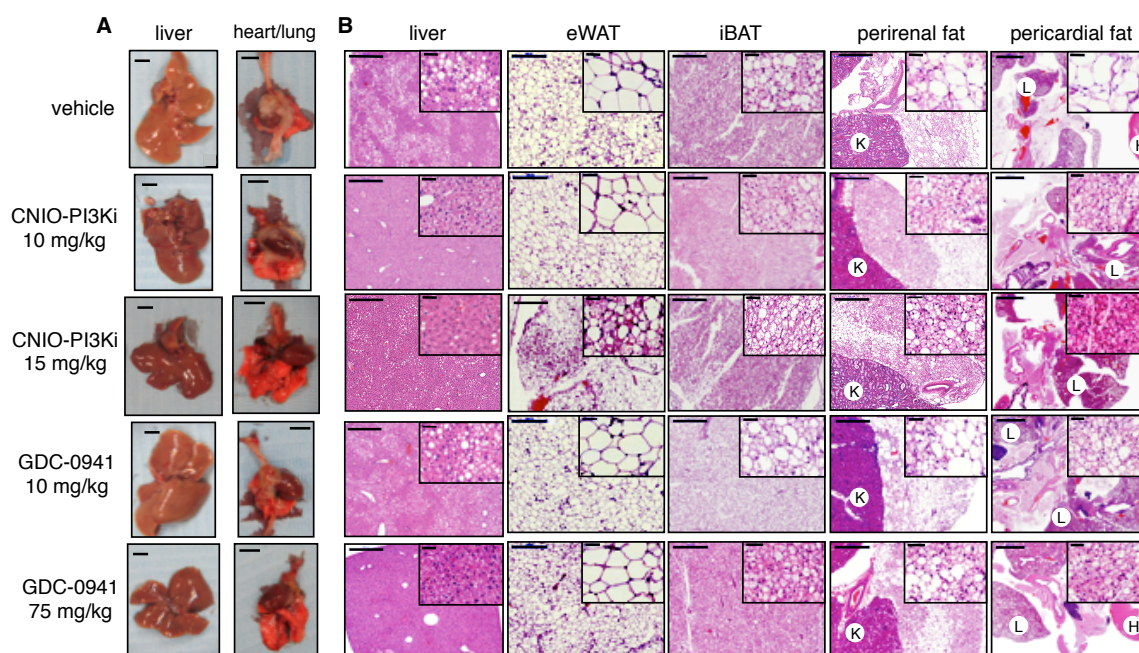 A
liver
heart/lung
B
liver
eWAT
iBAT
perirenal fat
pericardial fat
vehicle
K
L
H
CNIO-PI3Ki
10 mg/kg
K
L
CNIO-PI3Ki
15 mg/kg
K
L
GDC-0941
10 mg/kg
K
L
L
GDC-0941
75 mg/kg
K
L
H